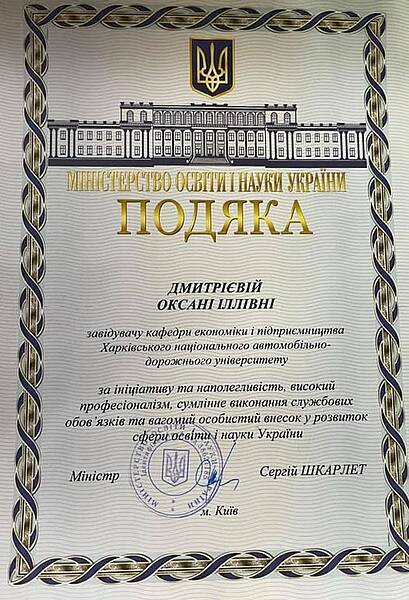 МІНІСТЕРСТВО ОСВІТИ І НАУКИ УКРАЇНИ
ПОДЯКА
ДМИТРІЄВІЙ
ОКСАНІ ІЛЛІВНІ
завідувачу кафедри економіки і підприємництва
Харківського національного автомобільно-
дорожнього університету
за ініціативу та наполегливість, високий
професіоналізм, сумлінне виконання службових
обов'язків та вагомий особистий внесок у розвиток
сфери освіти і науки України
Міністр Сергій ШКАРЛЕТ
м. Київ